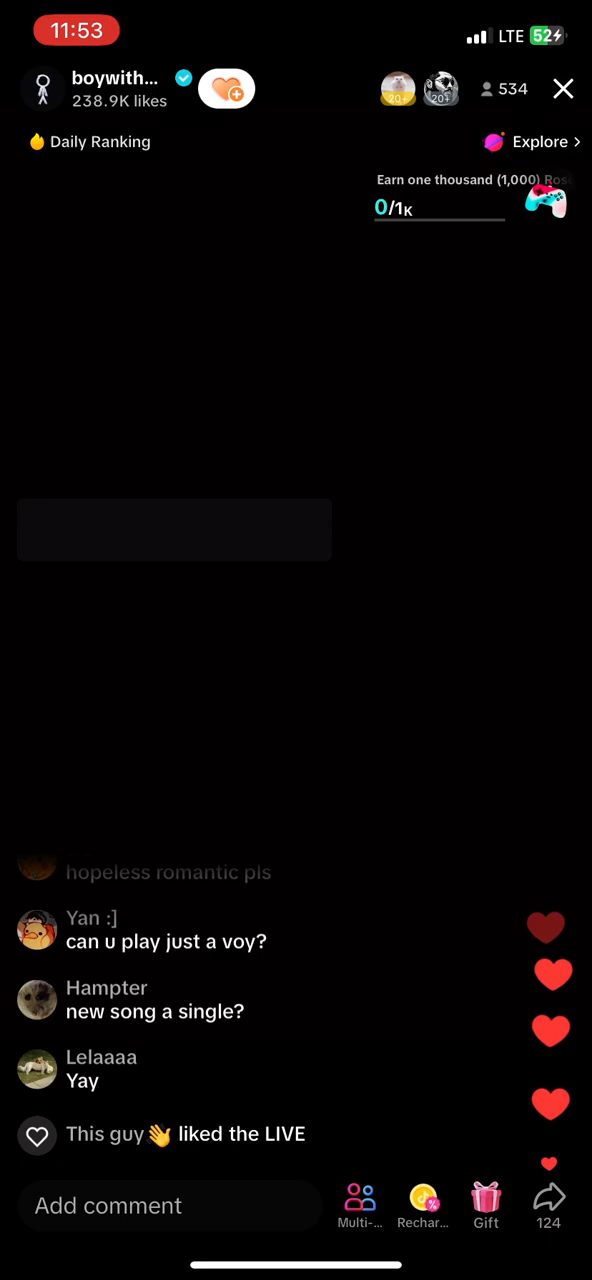 11:53
LTE 52
boywith...
238.9K likes
20+
20+
534
Daily Ranking
Explore >
Earn one thousand (1,000) Ros
0/1K
hopeless romantic pls
Yan :]
can u play just a voy?
Hampter
new song a single?
Lelaaaa
Yay
This guy👋 liked the LIVE
Add comment
Multi-...
Rechar...
Gift
124